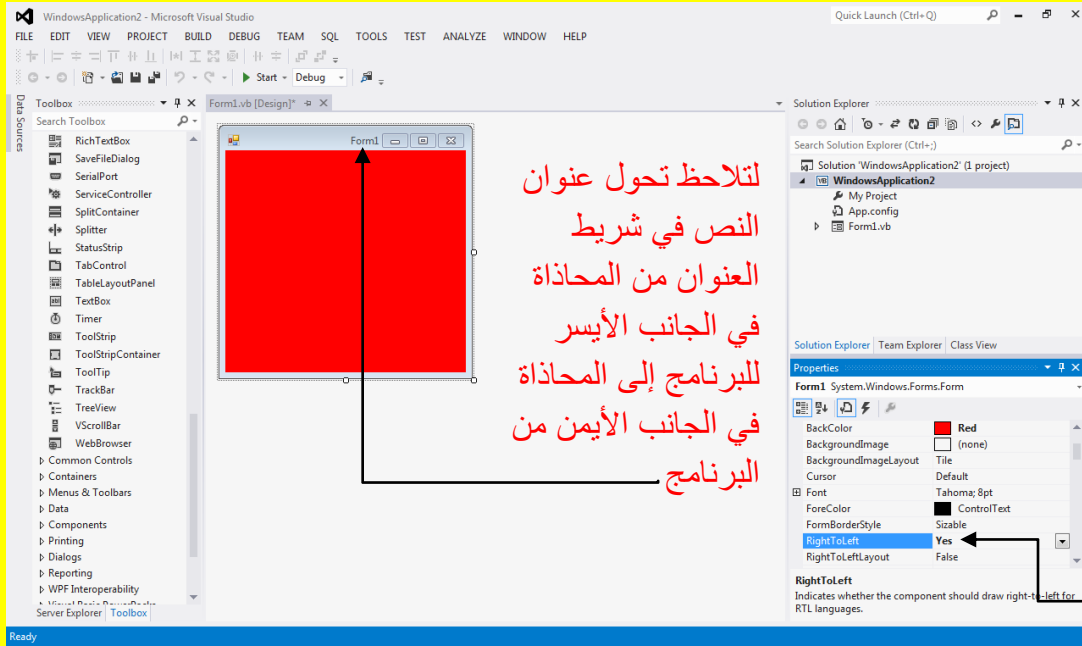 WindowsApplication2 - Microsoft Visual Studio
Quick Launch (Ctrl+Q)
FILE EDIT VIEW PROJECT BUILD DEBUG TEAM SQL TOOLS TEST ANALYZE WINDOW HELP
Start Debug
Data Sources
Toolbox
Search Toolbox
RichTextBox
SaveFileDialog
SerialPort
ServiceController
SplitContainer
Splitter
StatusStrip
TabControl
TableLayoutPanel
TextBox
Timer
ToolStrip
ToolStripContainer
ToolTip
TrackBar
TreeView
VScrollBar
WebBrowser
Common Controls
Containers
Menus & Toolbars
Data
Components
Printing
Dialogs
Reporting
WPF Interoperability
Server Explorer Toolbox
Form1.vb [Design]*
Form1
لتلاحظ تحول عنوان
النص في شريط
العنوان من المحاذاة
في الجانب الأيسر
للبرنامج إلى المحاذاة
في الجانب الأيمن من
البرنامج
Solution Explorer
Search Solution Explorer (Ctrl+;)
Solution 'WindowsApplication2' (1 project)
WindowsApplication2
My Project
App.config
Form1.vb
Solution Explorer Team Explorer Class View
Properties
Form1 System.Windows.Forms.Form
BackColor Red
BackgroundImage (none)
BackgroundImageLayout Tile
Cursor Default
Font Tahoma; 8pt
ForeColor ControlText
FormBorderStyle Sizable
RightToLeft Yes
RightToLeftLayout False
RightToLeft
Indicates whether the component should draw right-to-left for
RTL languages.
Ready